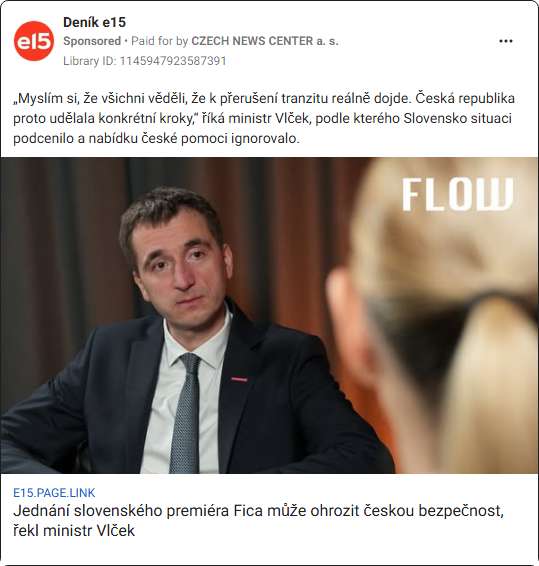 Deník e15
e15
Sponsored • Paid for by CZECH NEWS CENTER a. s.
Library ID: 1145947923587391
„Myslím si, že všichni věděli, že k přerušení tranzitu reálně dojde. Česká republika
proto udělala konkrétní kroky,“ říká ministr Vlček, podle kterého Slovensko situaci
podcenilo a nabídku české pomoci ignorovalo.
FLOW
E15.PAGE.LINK
Jednání slovenského premiéra Fica může ohrozit českou bezpečnost,
řekl ministr Vlček